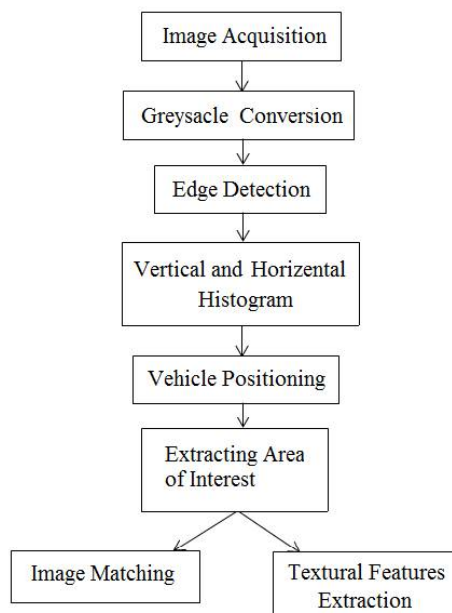 Image Acquisition
Greysacle Conversion
Edge Detection
Vertical and Horizental
Histogram
Vehicle Positioning
Extracting Area
of Interest
Image Matching
Textural Features
Extraction